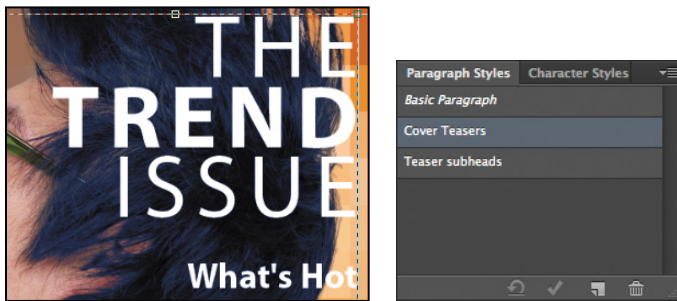 THE
TREND
ISSUE
What's Hot
Paragraph Styles Character Styles
Basic Paragraph
Cover Teasers
Teaser subheads